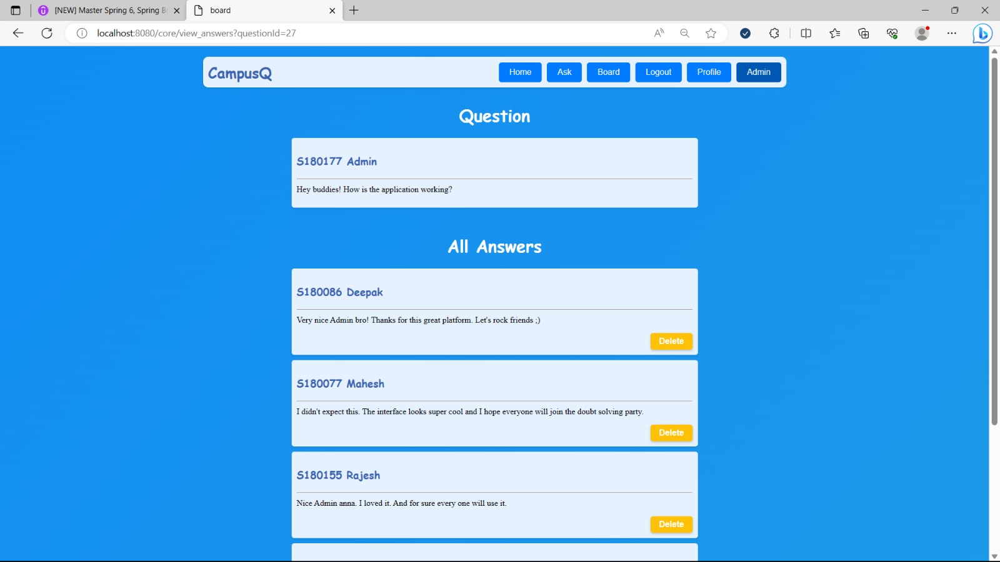 [NEW] Master Spring 6, Spring B
board
localhost:8080/core/view_answers?questionId=27
CampusQ
Home
Ask
Board
Logout
Profile
Admin
Question
S180177 Admin
Hey buddies! How is the application working?
All Answers
S180086 Deepak
Very nice Admin bro! Thanks for this great platform. Let's rock friends ;)
Delete
S180077 Mahesh
I didn't expect this. The interface looks super cool and I hope everyone will join the doubt solving party.
Delete
S180155 Rajesh
Nice Admin anna. I loved it. And for sure every one will use it.
Delete